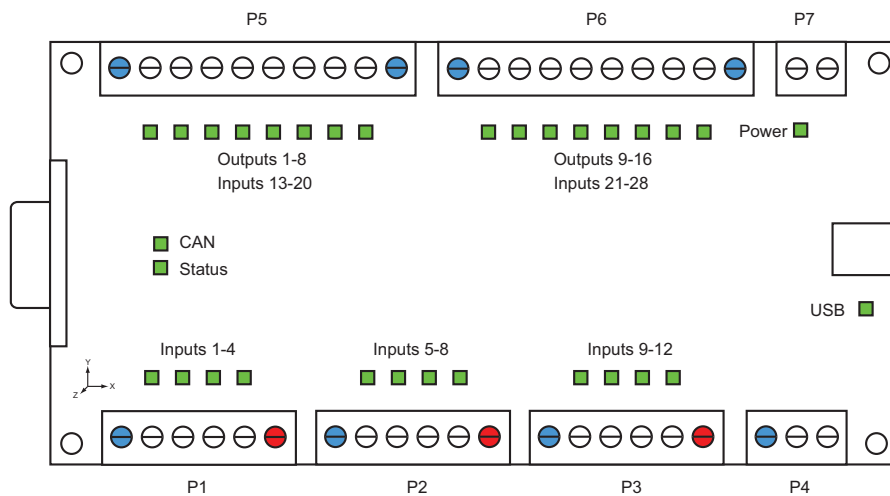 P5
P6
P7
Power
Outputs 1-8
Inputs 13-20
Outputs 9-16
Inputs 21-28
CAN
Status
USB
Inputs 1-4
Inputs 5-8
Inputs 9-12
Y
X
Z
P1
P2
P3
P4